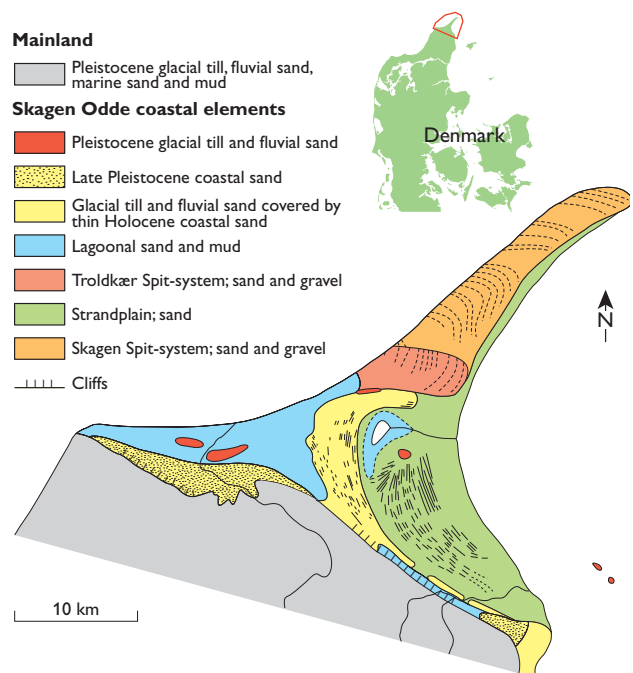 Mainland
Pleistocene glacial till, fluvial sand,
marine sand and mud
Skagen Odde coastal elements
Pleistocene glacial till and fluvial sand
Late Pleistocene coastal sand
Glacial till and fluvial sand covered by
thin Holocene coastal sand
Lagoonal sand and mud
Troldkær Spit-system; sand and gravel
Strandplain; sand
Skagen Spit-system; sand and gravel
Cliffs
Denmark
N
10 km